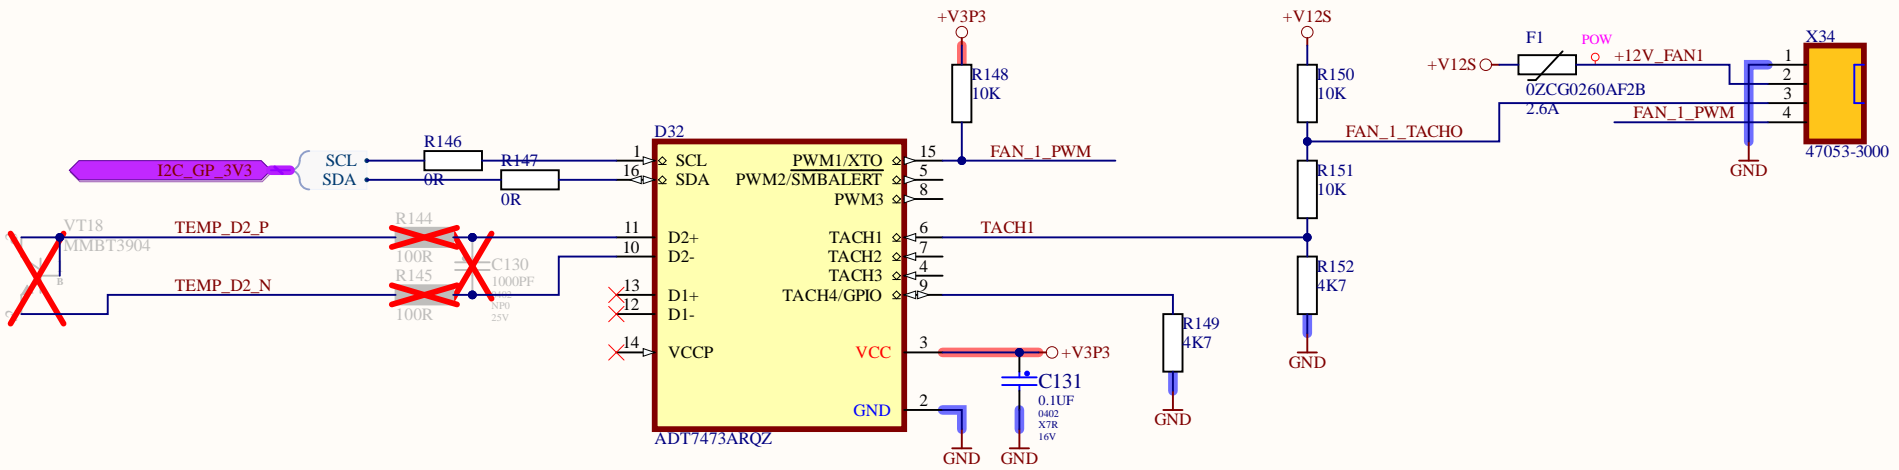 I2C_GP_3V3
SCL
SDA
R146
0R
R147
0R
VT18
MMBT3904
B
TEMP_D2_P
TEMP_D2_N
R144
100R
R145
100R
C130
1000PF
0402
NP0
25V
D32
1 SCL
16 SDA
11 D2+
10 D2-
13 D1+
12 D1-
14 VCCP
PWM1/XTO 15
PWM2/SMBALERT 5
PWM3 8
TACH1 6
TACH2 7
TACH3 4
TACH4/GPIO 9
VCC 3
GND 2
ADT7473ARQZ
+V3P3
R148
10K
FAN_1_PWM
TACH1
+V3P3
C131
0.1UF
0402
X7R
16V
GND
GND
R149
4K7
GND
+V12S
R150
10K
FAN_1_TACHO
R151
10K
R152
4K7
GND
+V12S
F1
0ZCG0260AF2B
2.6A
POW
+12V_FAN1
FAN_1_PWM
GND
X34
1
2
3
4
47053-3000